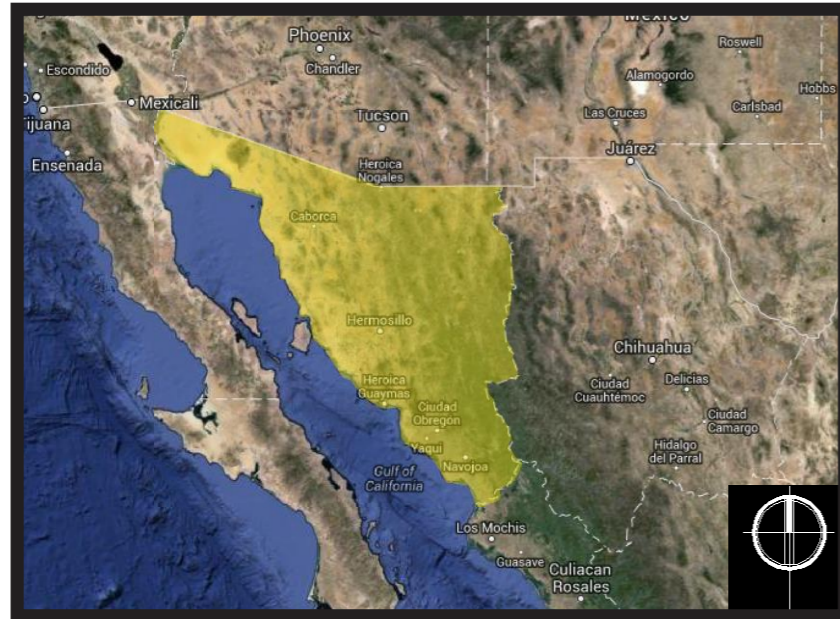 México
Phoenix
Roswell
Chandler
Escondido
Alamogordo
Hobbs
Mexicali
Carlsbad
ijuana
Tucson
Las Cruces
Juárez
Ensenada
Heroica
Nogales
Caborca
Hermosillo
Chihuahua
Heroica
Guaymas
Ciudad
Cuauhtémoc
Delicias
Ciudad
Obregón
Ciudad
Camargo
Yaqui
Navojoa
Hidalgo
del Parral
Gulf of
California
Los Mochis
Guasave
Culiacan
Rosales